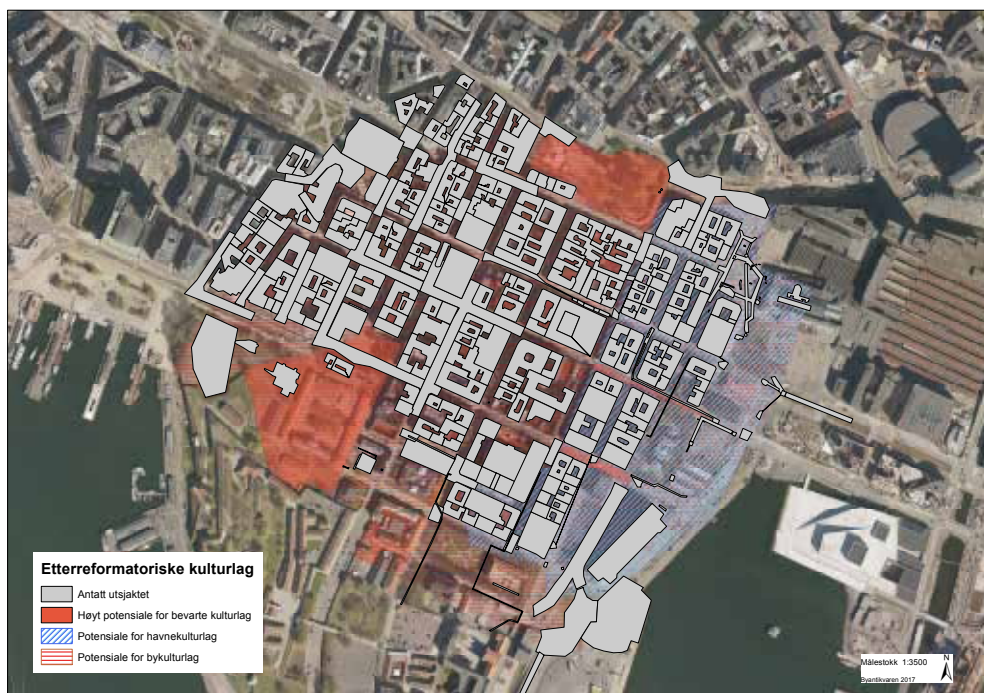 Etterreformatoriske kulturlag
Antatt utsjaktet
Høyt potensiale for bevarte kulturlag
Potensiale for havnekulturlag
Potensiale for bykulturlag
Målestokk 1:3500
N
Byantikvaren 2017